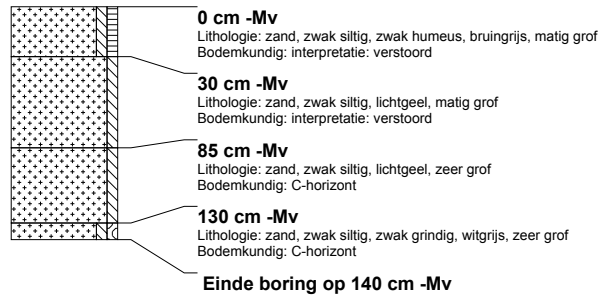 0 cm -Mv
Lithologie: zand, zwak siltig, zwak humeus, bruingrijs, matig grof
Bodemkundig: interpretatie: verstoord
30 cm -Mv
Lithologie: zand, zwak siltig, lichtgeel, matig grof
Bodemkundig: interpretatie: verstoord
85 cm -Mv
Lithologie: zand, zwak siltig, lichtgeel, zeer grof
Bodemkundig: C-horizont
130 cm -Mv
Lithologie: zand, zwak siltig, zwak grindig, witgrijs, zeer grof
Bodemkundig: C-horizont
Einde boring op 140 cm -Mv